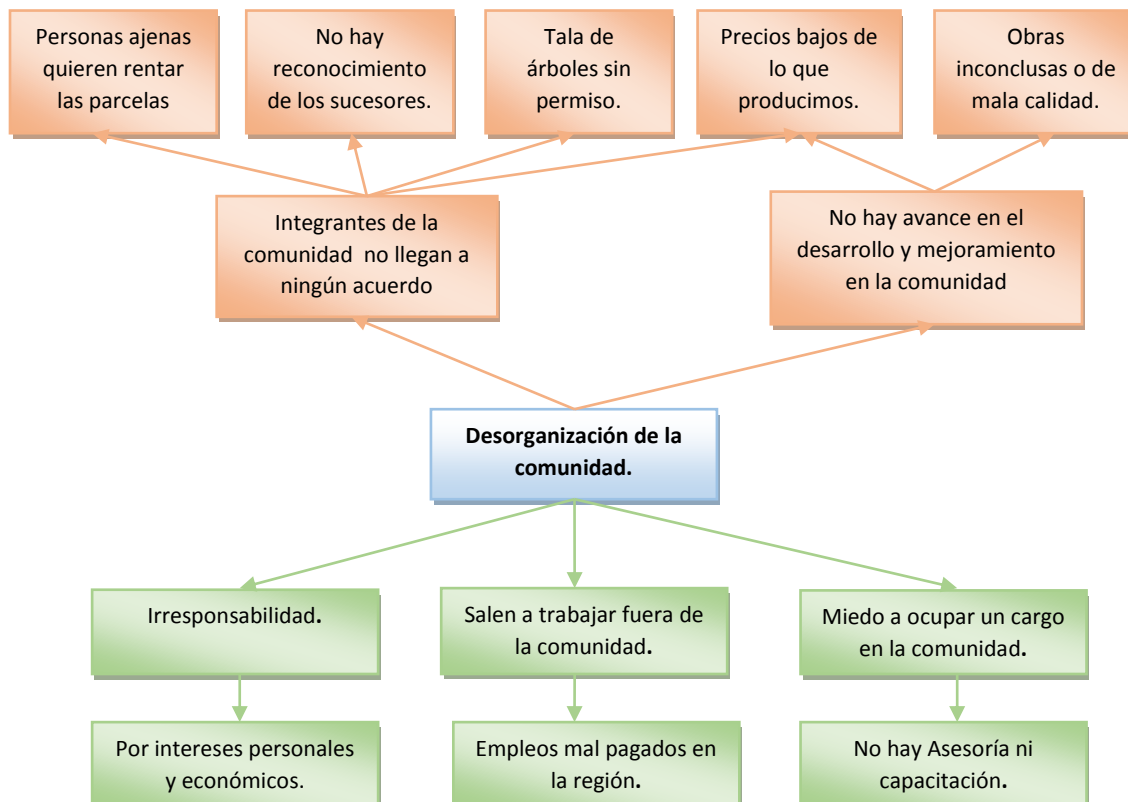 Personas ajenas
quieren rentar
las parcelas
No hay
reconocimiento
de los sucesores.
Tala de
árboles sin
permiso.
Precios bajos de
lo que
producimos.
Obras
inconclusas o de
mala calidad.
Integrantes de la
comunidad no llegan a
ningún acuerdo
No hay avance en el
desarrollo y mejoramiento
en la comunidad
Desorganización de la
comunidad.
Irresponsabilidad.
Salen a trabajar fuera de
la comunidad.
Miedo a ocupar un cargo
en la comunidad.
Por intereses personales
y económicos.
Empleos mal pagados en
la región.
No hay Asesoría ni
capacitación.